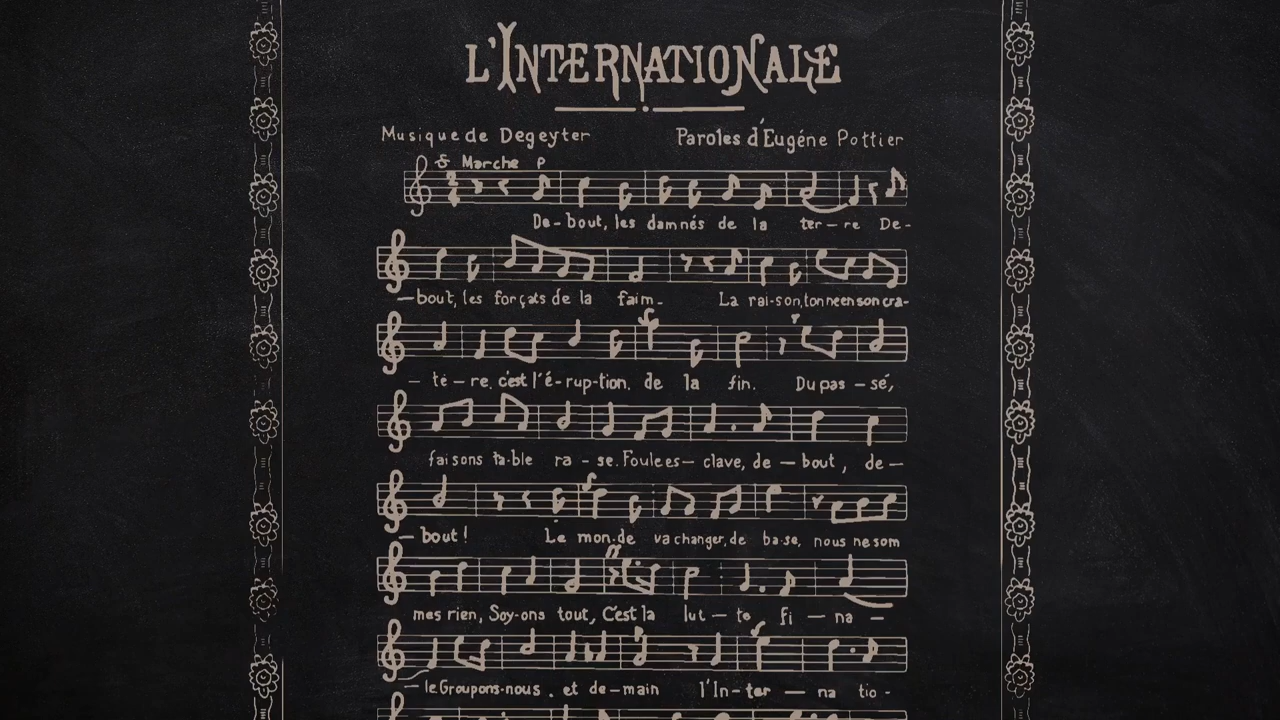 L'INTERNATIONALE
Musique de Degeyter Paroles d'Eugéne Pottier
Marche p
De-bout, les damnés de la ter-re De-
-bout, les forçats de la faim. La rai-son, tonne en son cra-
-tè-re, c'est l'é-rup-tion. de la fin. Du pas-sé,
faisons ta-ble ra-se. Foule es-clave, de-bout, de-
-bout! Le mon-de va changer, de ba-se, nous ne som
mes rien, Soy-ons tout, C'est la lut-te fi-na-
-le Groupons-nous. et de-main l'In-ter-na tio-